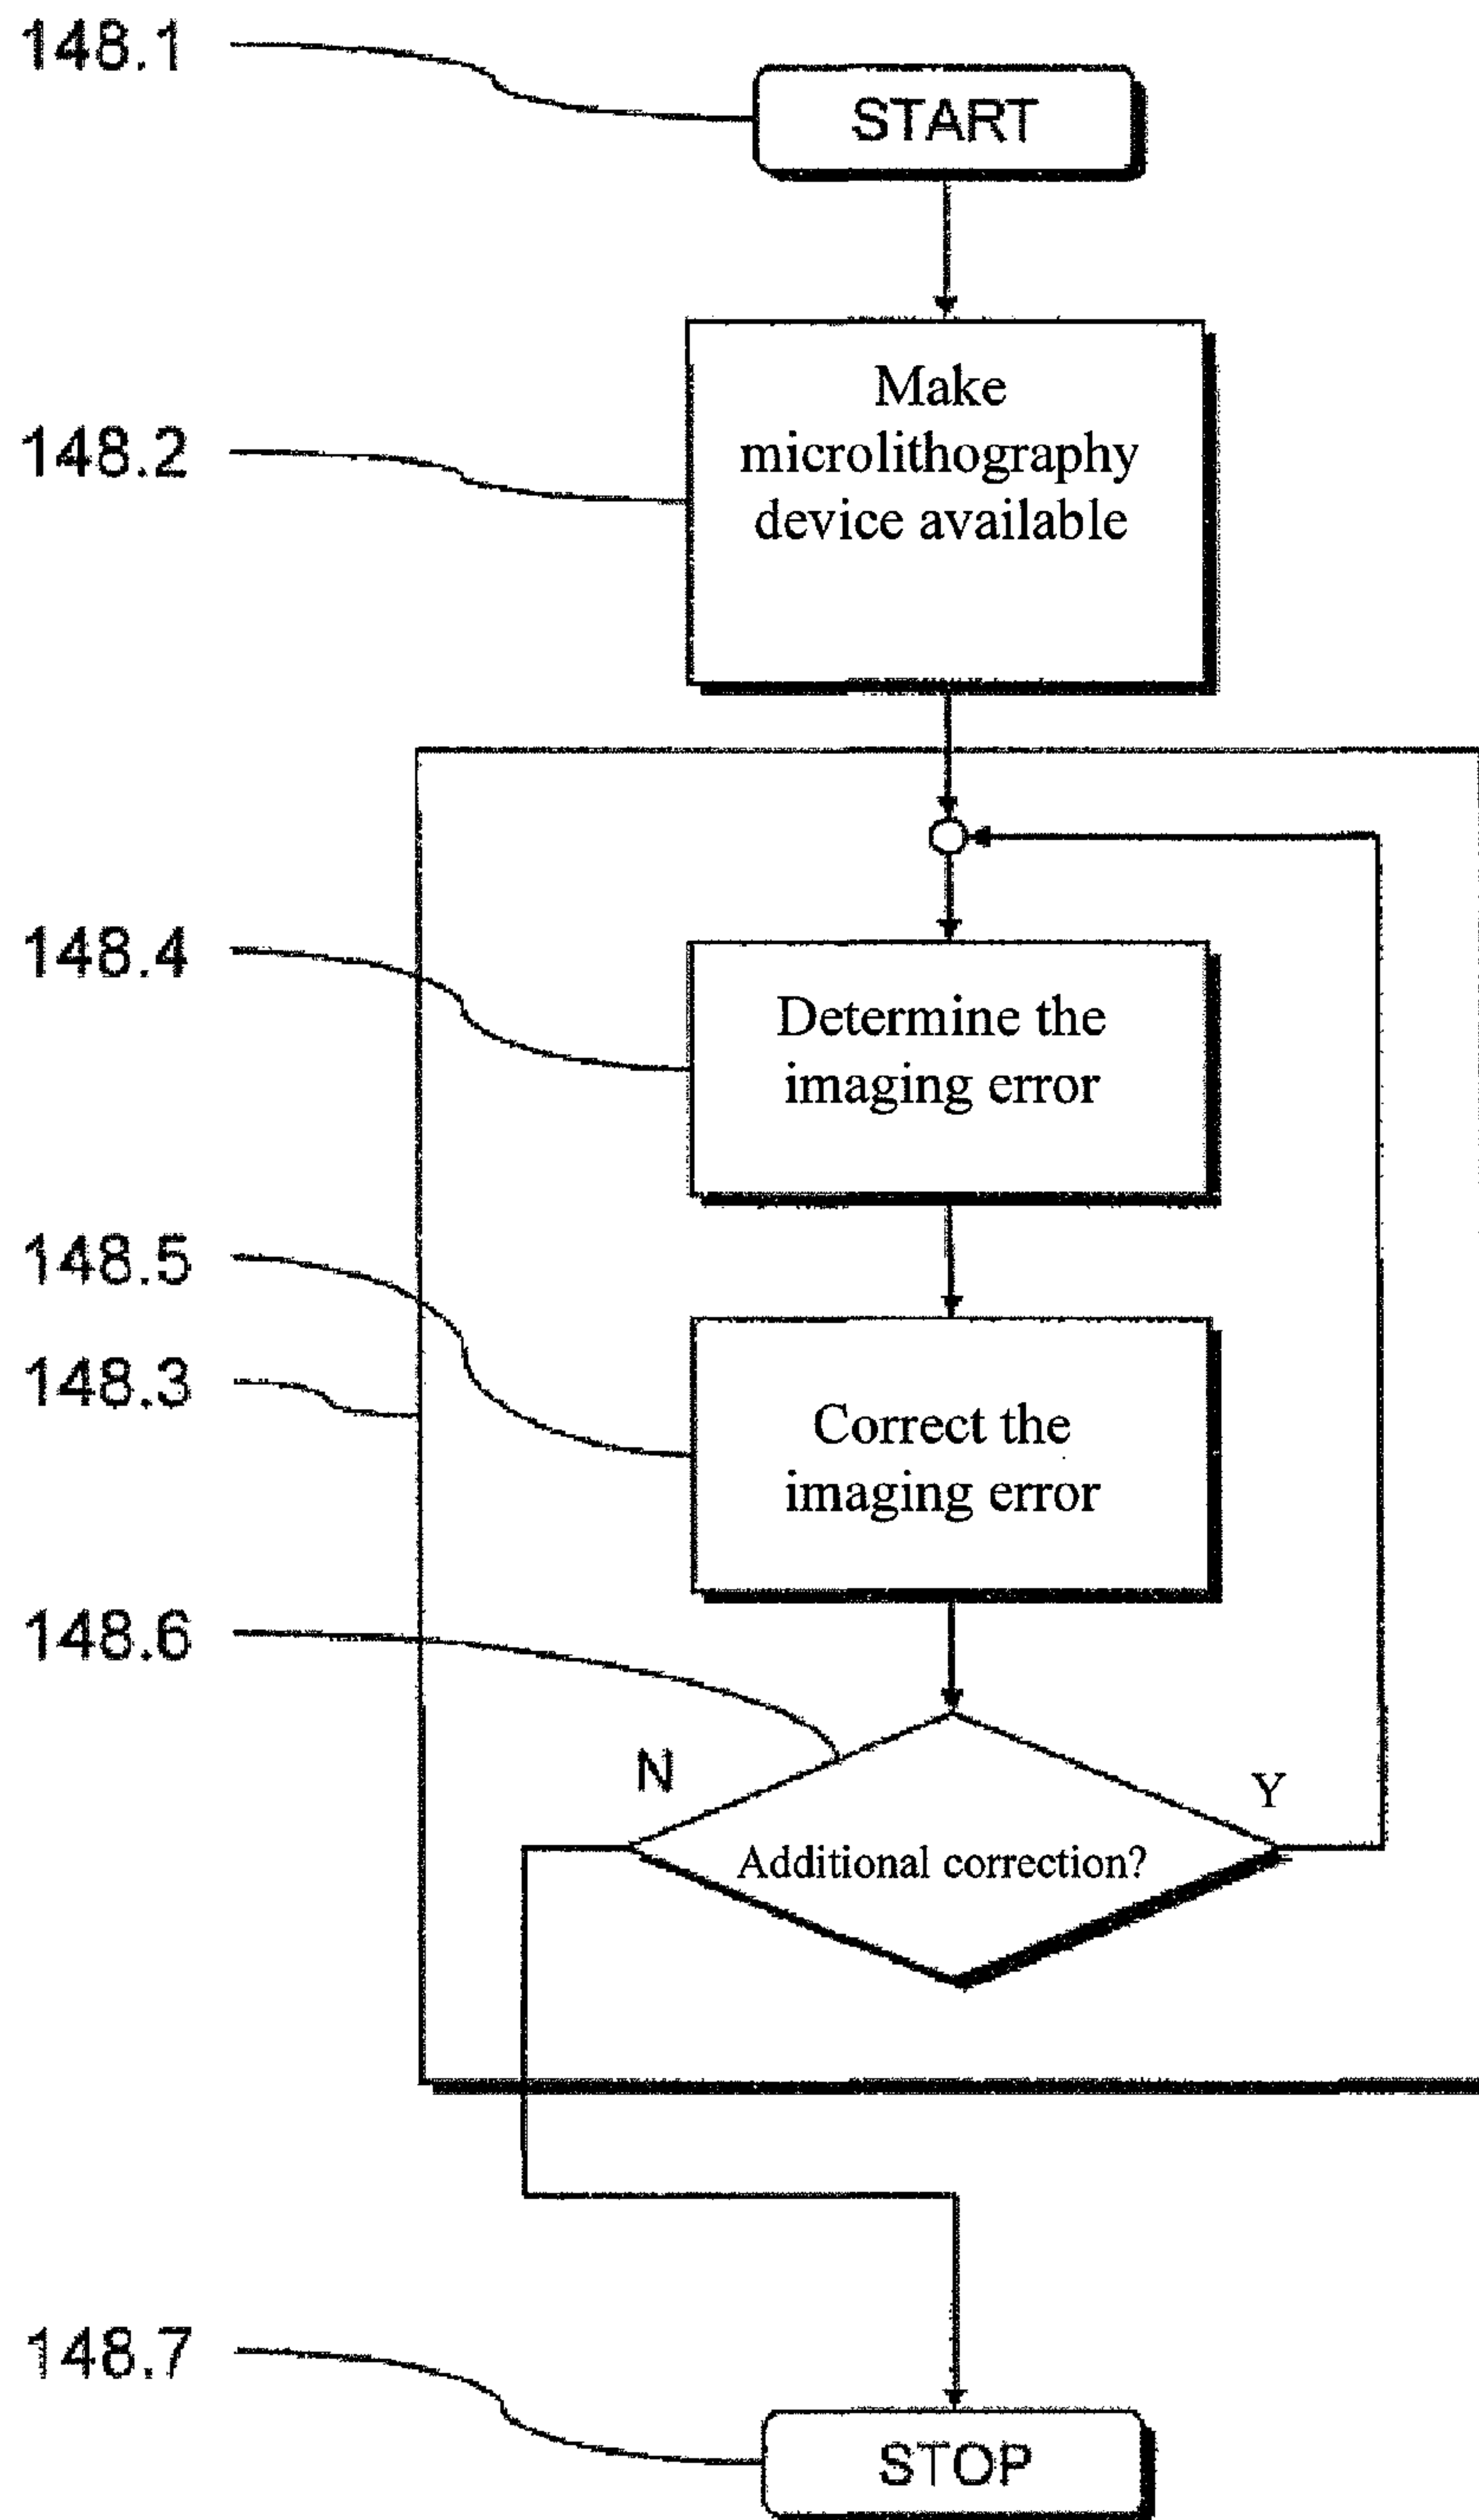 148.1
START
148.2
Make
microlithography
device available
148.4
Determine the
imaging error
148.5
148.3
Correct the
imaging error
148.6
N
Y
Additional correction?
148.7
STOP